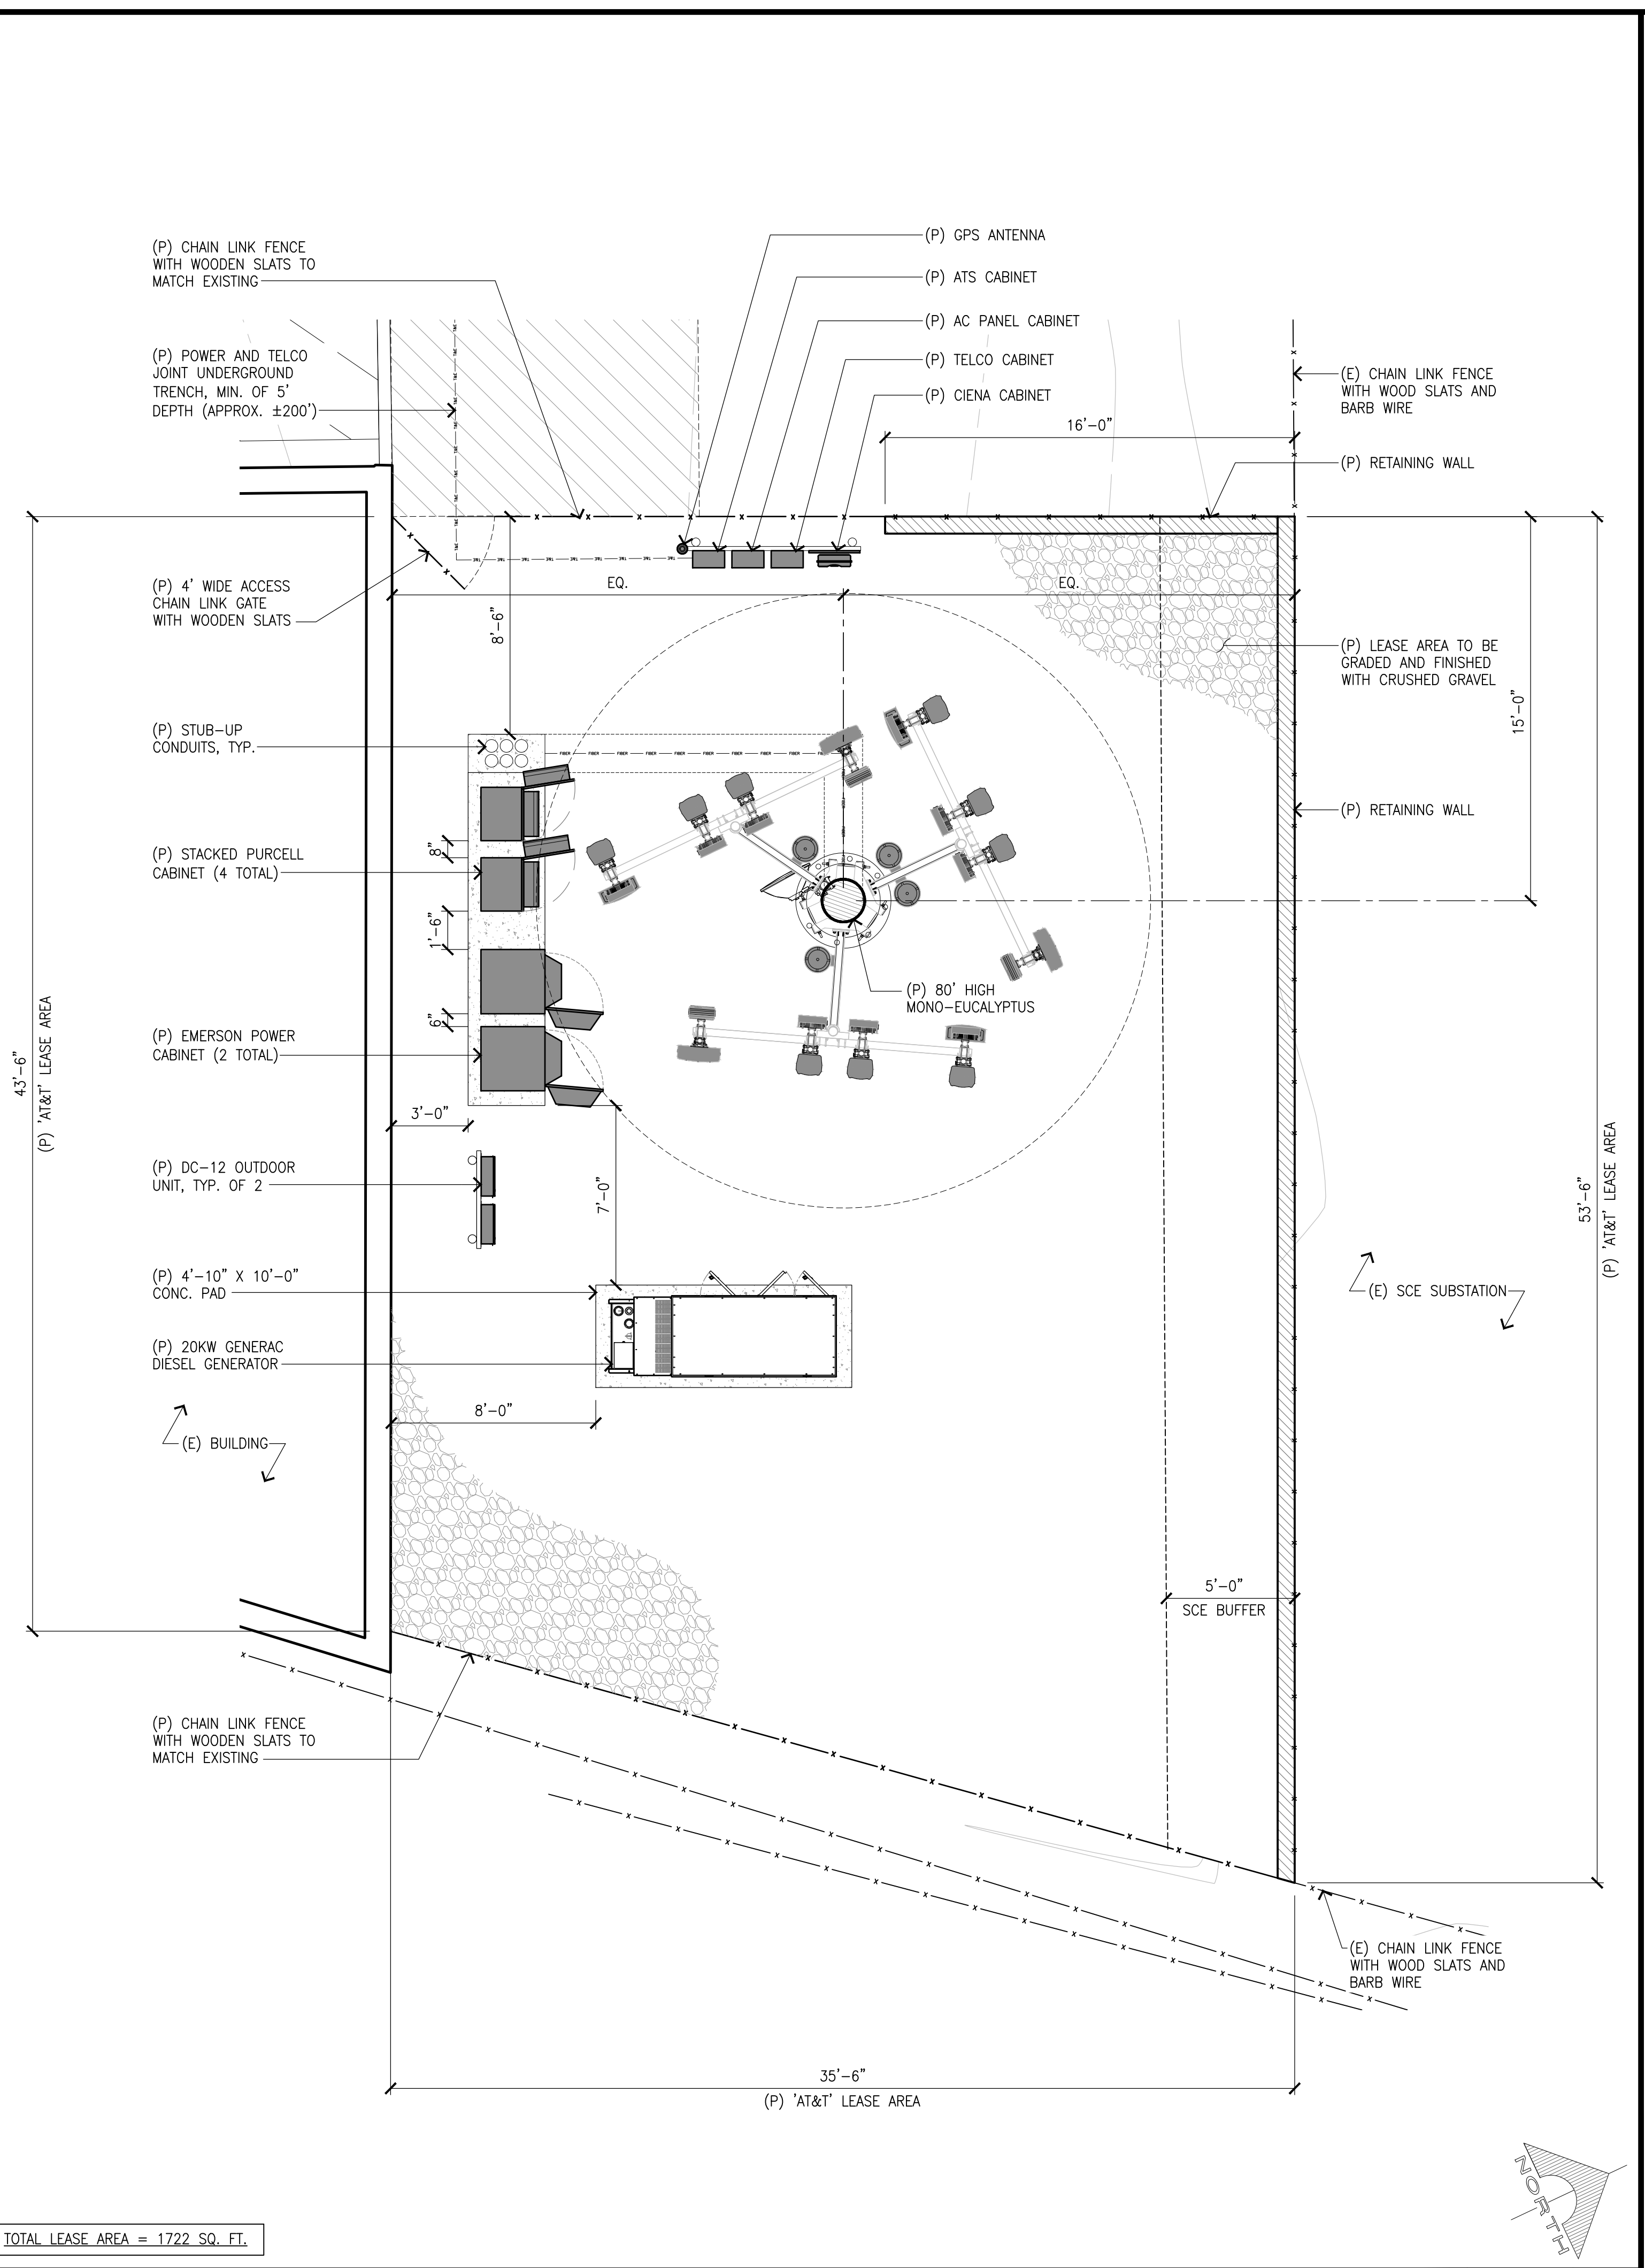 (P) CHAIN LINK FENCE
WITH WOODEN SLATS TO
MATCH EXISTING
(P) POWER AND TELCO
JOINT UNDERGROUND
TRENCH, MIN. OF 5'
DEPTH (APPROX. ±200')
(P) 4' WIDE ACCESS
CHAIN LINK GATE
WITH WOODEN SLATS
(P) STUB-UP
CONDUITS, TYP.
(P) STACKED PURCELL
CABINET (4 TOTAL)
(P) EMERSON POWER
CABINET (2 TOTAL)
(P) DC-12 OUTDOOR
UNIT, TYP. OF 2
(P) 4'-10" X 10'-0"
CONC. PAD
(P) 20KW GENERAC
DIESEL GENERATOR
(E) BUILDING
(P) CHAIN LINK FENCE
WITH WOODEN SLATS TO
MATCH EXISTING
43'-6"
(P) 'AT&T' LEASE AREA
(P) GPS ANTENNA
(P) ATS CABINET
(P) AC PANEL CABINET
(P) TELCO CABINET
(P) CIENA CABINET
16'-0"
EQ.
EQ.
8'-6"
FIBER FIBER FIBER FIBER FIBER FIBER FIBER FIBER
8"
1'-6"
6"
3'-0"
7'-0"
8'-0"
(P) 80' HIGH
MONO-EUCALYPTUS
5'-0"
SCE BUFFER
(E) CHAIN LINK FENCE
WITH WOOD SLATS AND
BARB WIRE
(P) RETAINING WALL
(P) LEASE AREA TO BE
GRADED AND FINISHED
WITH CRUSHED GRAVEL
15'-0"
(P) RETAINING WALL
53'-6"
(P) 'AT&T' LEASE AREA
(E) SCE SUBSTATION
(E) CHAIN LINK FENCE
WITH WOOD SLATS AND
BARB WIRE
35'-6"
(P) 'AT&T' LEASE AREA
NORTH
TOTAL LEASE AREA = 1722 SQ. FT.